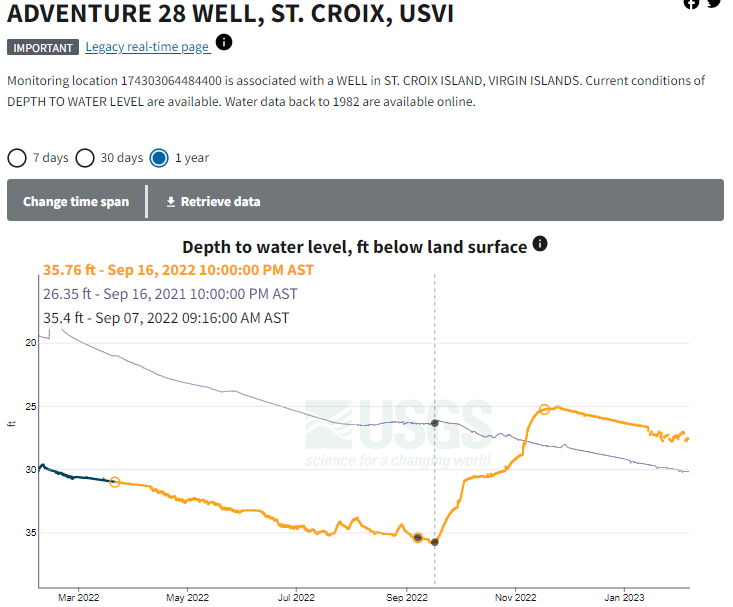 ADVENTURE 28 WELL, ST. CROIX, USVI
IMPORTANT Legacy real-time page
Monitoring location 174303064484400 is associated with a WELL in ST. CROIX ISLAND, VIRGIN ISLANDS. Current conditions of
DEPTH TO WATER LEVEL are available. Water data back to 1982 are available online.
7 days 30 days 1 year
Change time span Retrieve data
Depth to water level, ft below land surface
35.76 ft - Sep 16, 2022 10:00:00 PM AST
26.35 ft - Sep 16, 2021 10:00:00 PM AST
35.4 ft - Sep 07, 2022 09:16:00 AM AST
20
25
USGS
ft
science for a changing world
30
35
Mar 2022 May 2022 Jul 2022 Sep 2022 Nov 2022 Jan 2023